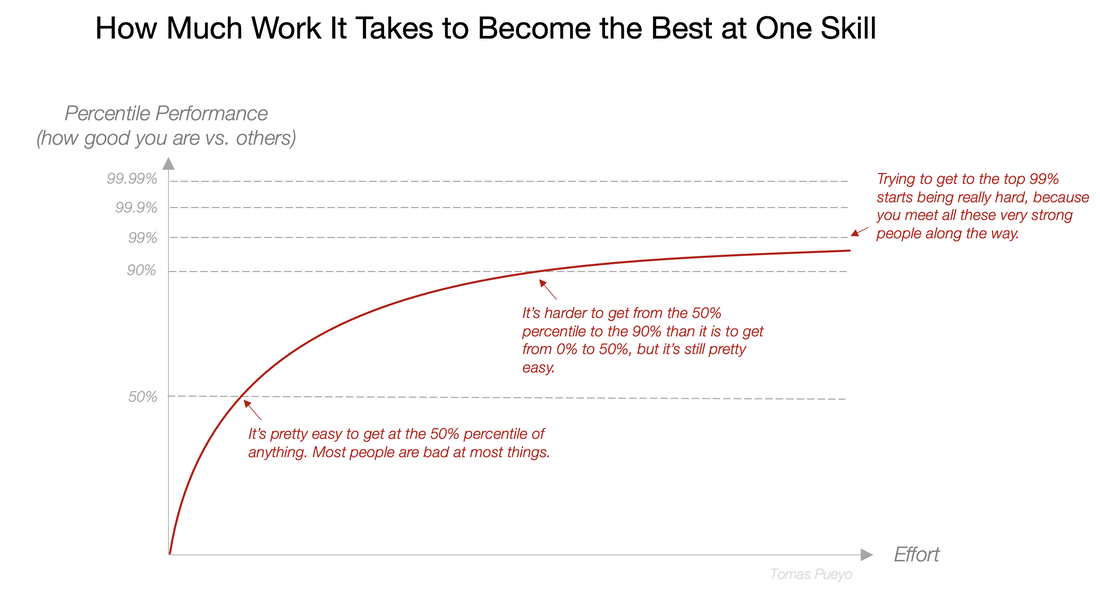 How Much Work It Takes to Become the Best at One Skill
Percentile Performance
(how good you are vs. others)
99.99%
99.9%
99%
90%
50%
Trying to get to the top 99%
starts being really hard, because
you meet all these very strong
people along the way.
It's harder to get from the 50%
percentile to the 90% than it is to get
from 0% to 50%, but it's still pretty
easy.
It's pretty easy to get at the 50% percentile of
anything. Most people are bad at most things.
Effort
Tomas Pueyo